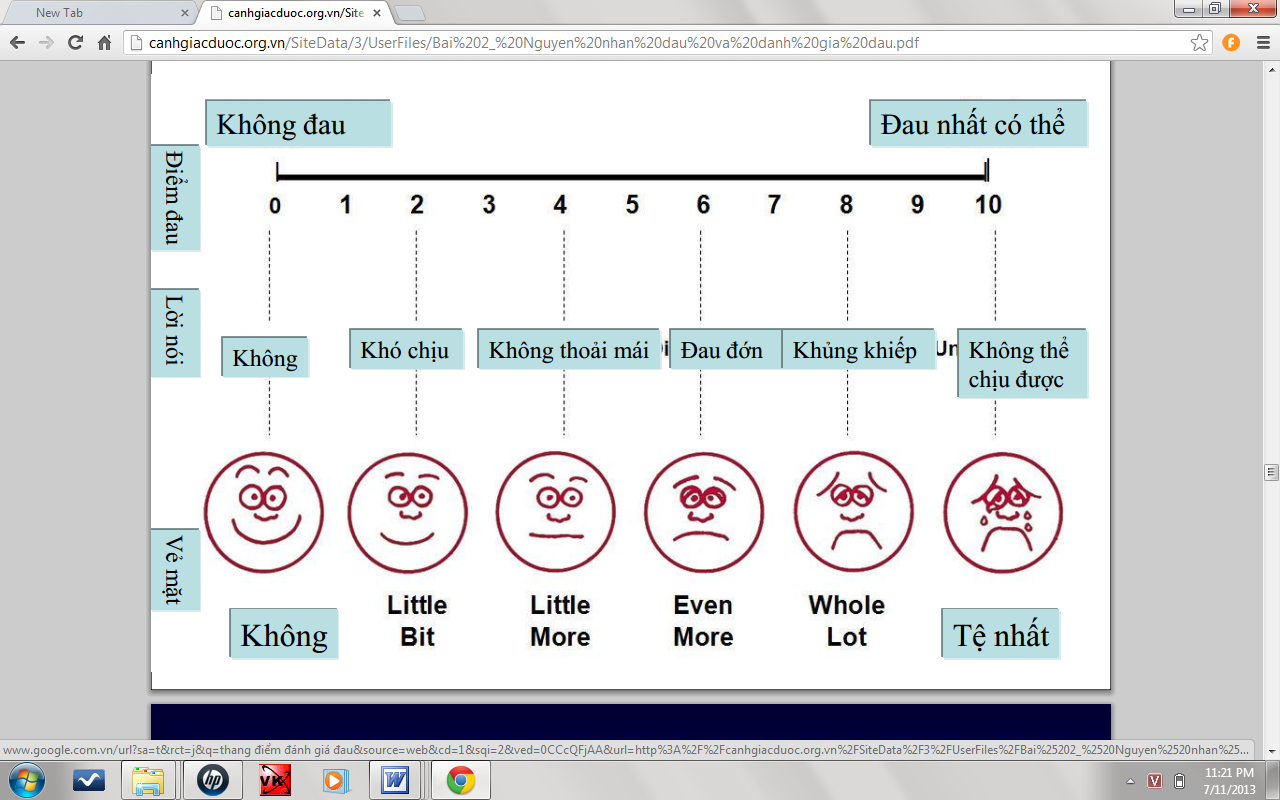 New Tab
canhgiacduoc.org.vn/Site
canhgiacduoc.org.vn/SiteData/3/UserFiles/Bai%202_%20Nguyen%20nhan%20dau%20va%20danh%20gia%20dau.pdf
Không đau
Đau nhất có thể
Điểm đau
0 1 2 3 4 5 6 7 8 9 10
Lời nói
Không
Khó chịu
Không thoải mái
Đau đớn
Khủng khiếp
Un
Không thể
chịu được
Vẻ mặt
Không
Little
Bit
Little
More
Even
More
Whole
Lot
Tệ nhất
www.google.com.vn/url?sa=t&rct=j&q=thang điểm đánh giá đau&source=web&cd=1&sqi=2&ved=0CCcQFjAA&url=http%3A%2F%2Fcanhgiacduoc.org.vn%2FSiteData%2F3%2FUserFiles%2FBai%25202_%2520Nguyen%2520nhan%25...
hp
VK
W
V
11:21 PM
7/11/2013